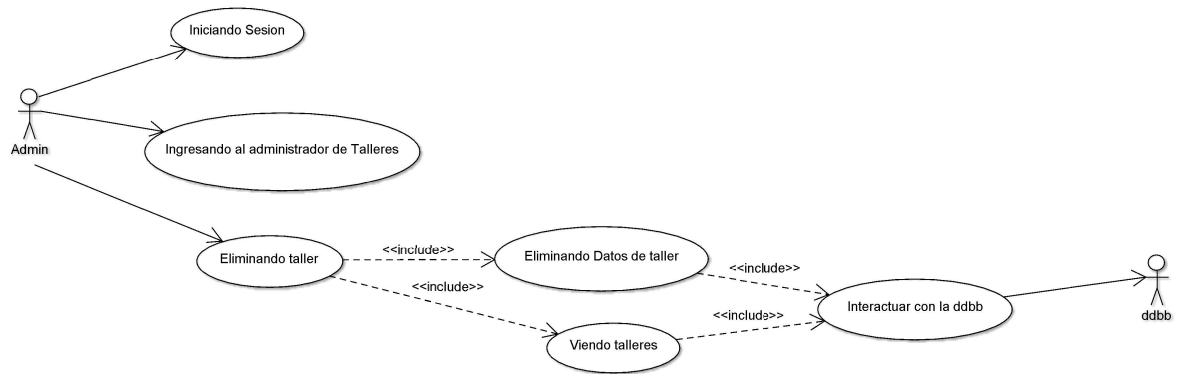 Iniciando Sesion
Admin
Ingresando al administrador de Talleres
Eliminando taller
<<include>>
Eliminando Datos de taller
<<include>>
<<include>>
Interactuar con la ddbb
ddbb
<<include>>
Viendo talleres